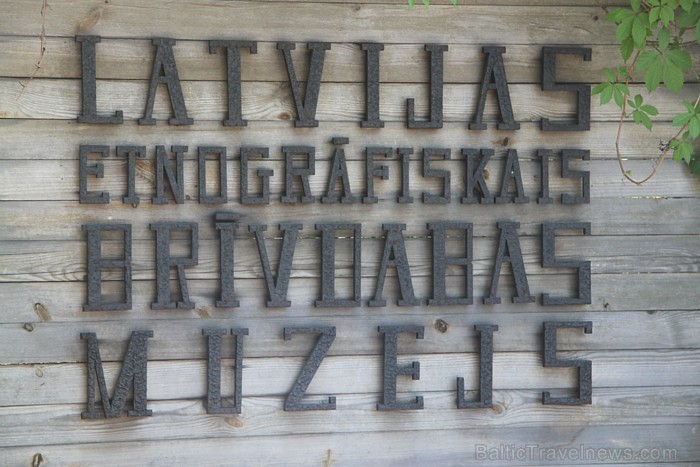 LATVIJAS
ETNOGRĀFISKAIS
BRĪVDABAS
MUZEJS
BalticTravelnews.com